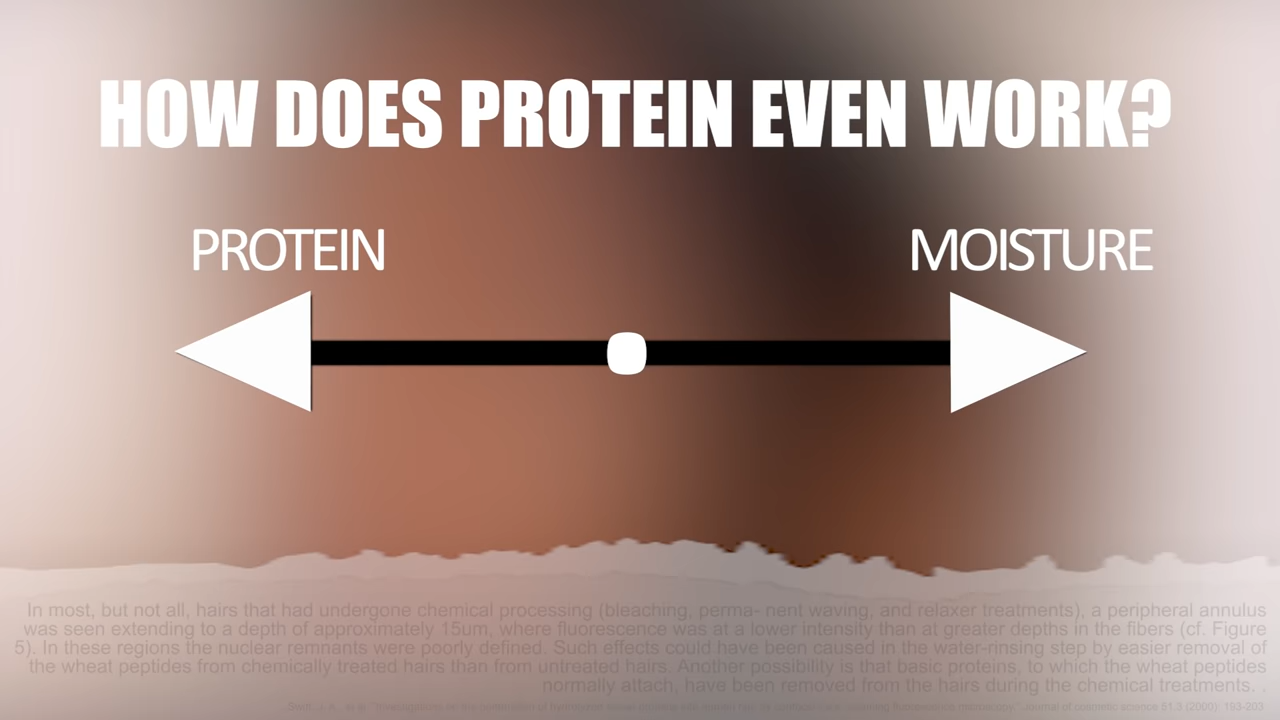 HOW DOES PROTEIN EVEN WORK?
PROTEIN
MOISTURE
In most, but not all, hairs that had undergone chemical processing (bleaching, perma- nent waving, and relaxer treatments), a peripheral annulus
was seen extending to a depth of approximately 15um, where fluorescence was at a lower intensity than at greater depths in the fibers (cf. Figure
5). In these regions the nuclear remnants were poorly defined. Such effects could have been caused in the water-rinsing step by easier removal of
the wheat peptides from chemically treated hairs than from untreated hairs. Another possibility is that basic proteins, to which the wheat peptides
normally attach, have been removed from the hairs during the chemical treatments. .
fluorescence microscopy." Journal of cosmetic science 51.3 (2000): 193-203.